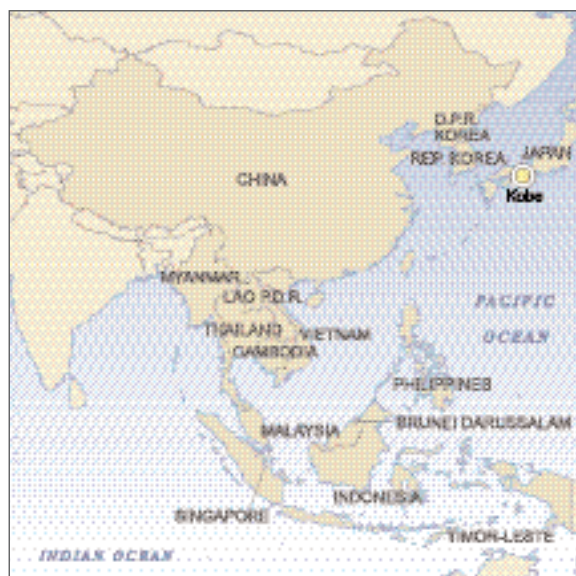 D.P.R.
KOREA
REP. KOREA
JAPAN
Kobe
CHINA
MYANMAR
LAO P.D.R.
THAILAND
VIETNAM
CAMBODIA
PACIFIC
OCEAN
PHILIPPINES
MALAYSIA
BRUNEI DARUSSALAM
INDONESIA
SINGAPORE
TIMOR-LESTE
INDIAN OCEAN